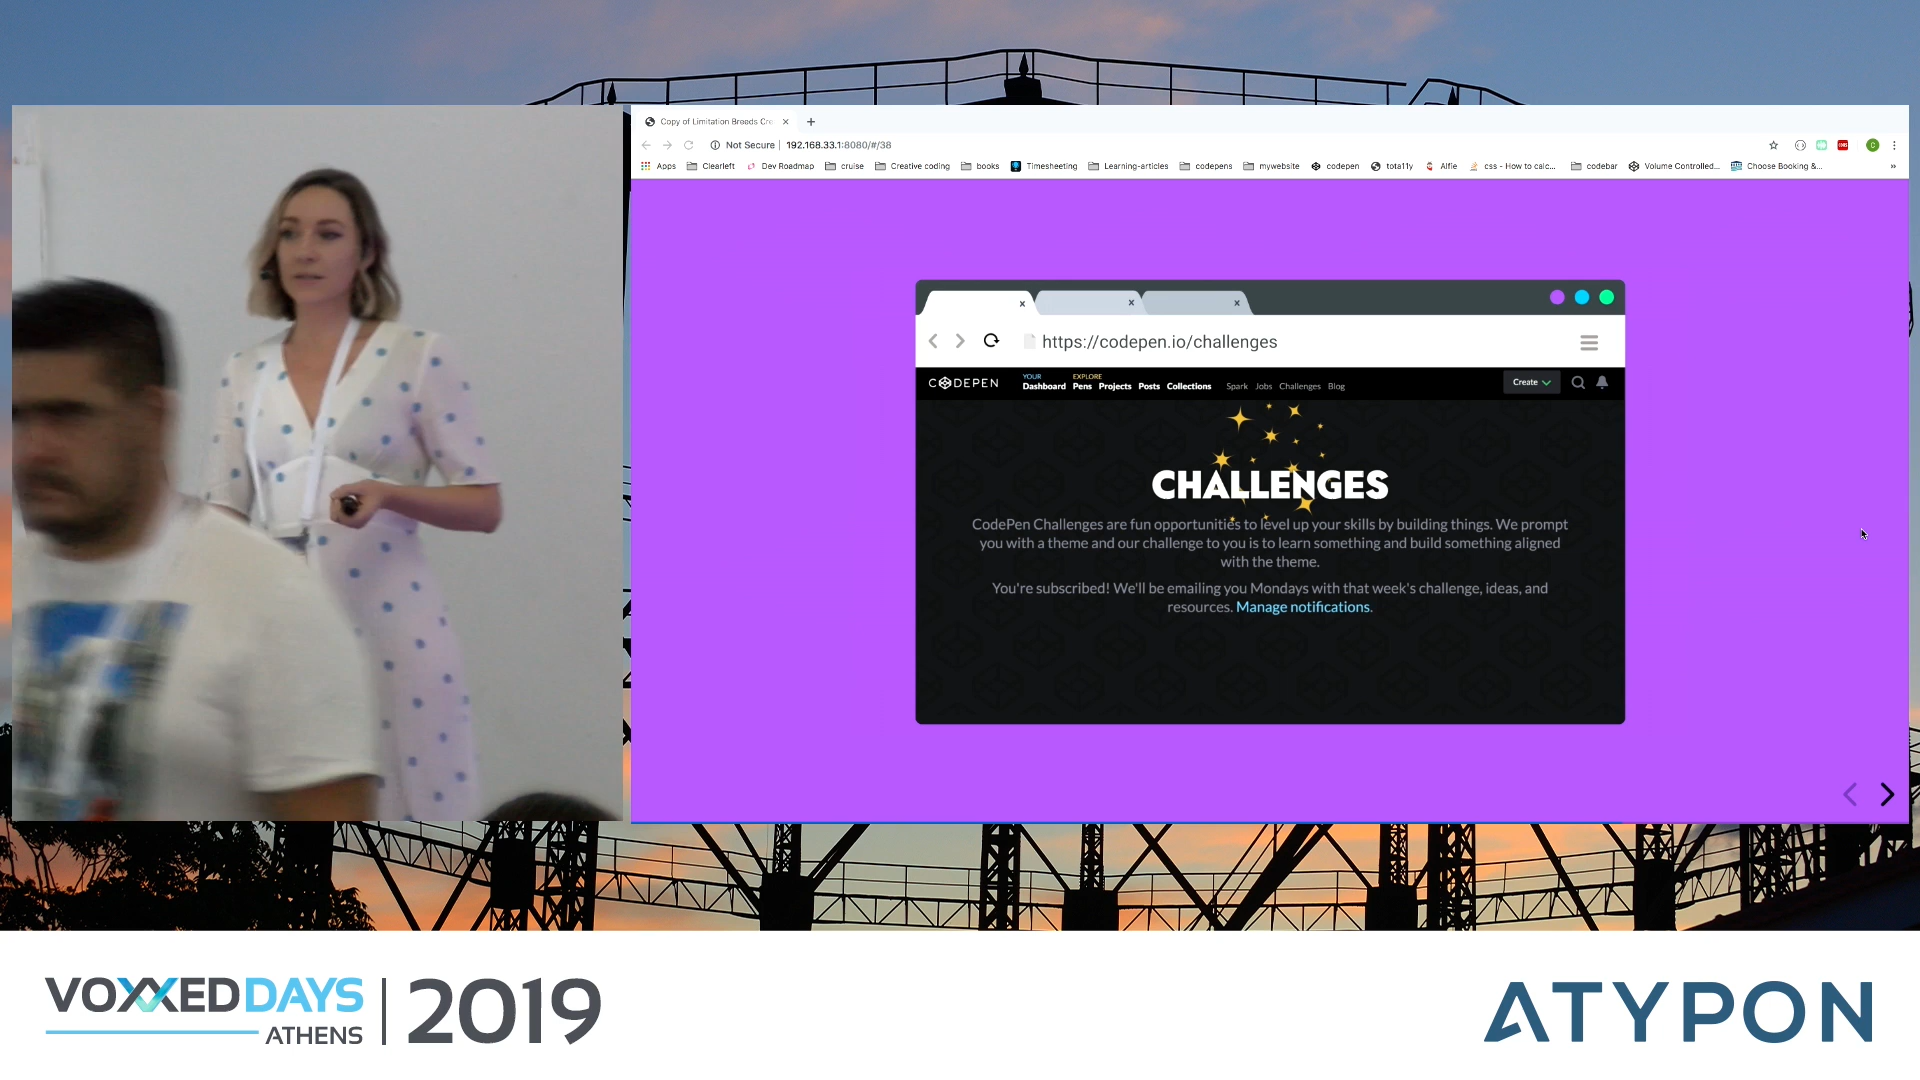 Copy of Limitation Breeds Cre
Not Secure | 192.168.33.1:8080/#/38
Apps Clearleft Dev Roadmap cruise Creative coding books Timesheeting Learning-articles codepens mywebsite codepen tota11y Alfie css - How to calc... codebar Volume Controlled... Choose Booking &... »
https://codepen.io/challenges
YOUR EXPLORE
CODEPEN Dashboard Pens Projects Posts Collections Spark Jobs Challenges Blog Create
CHALLENGES
CodePen Challenges are fun opportunities to level up your skills by building things. We prompt
you with a theme and our challenge to you is to learn something and build something aligned
with the theme.
You're subscribed! We'll be emailing you Mondays with that week's challenge, ideas, and
resources. Manage notifications.
VOXXEDDAYS
ATHENS
2019
ATYPON